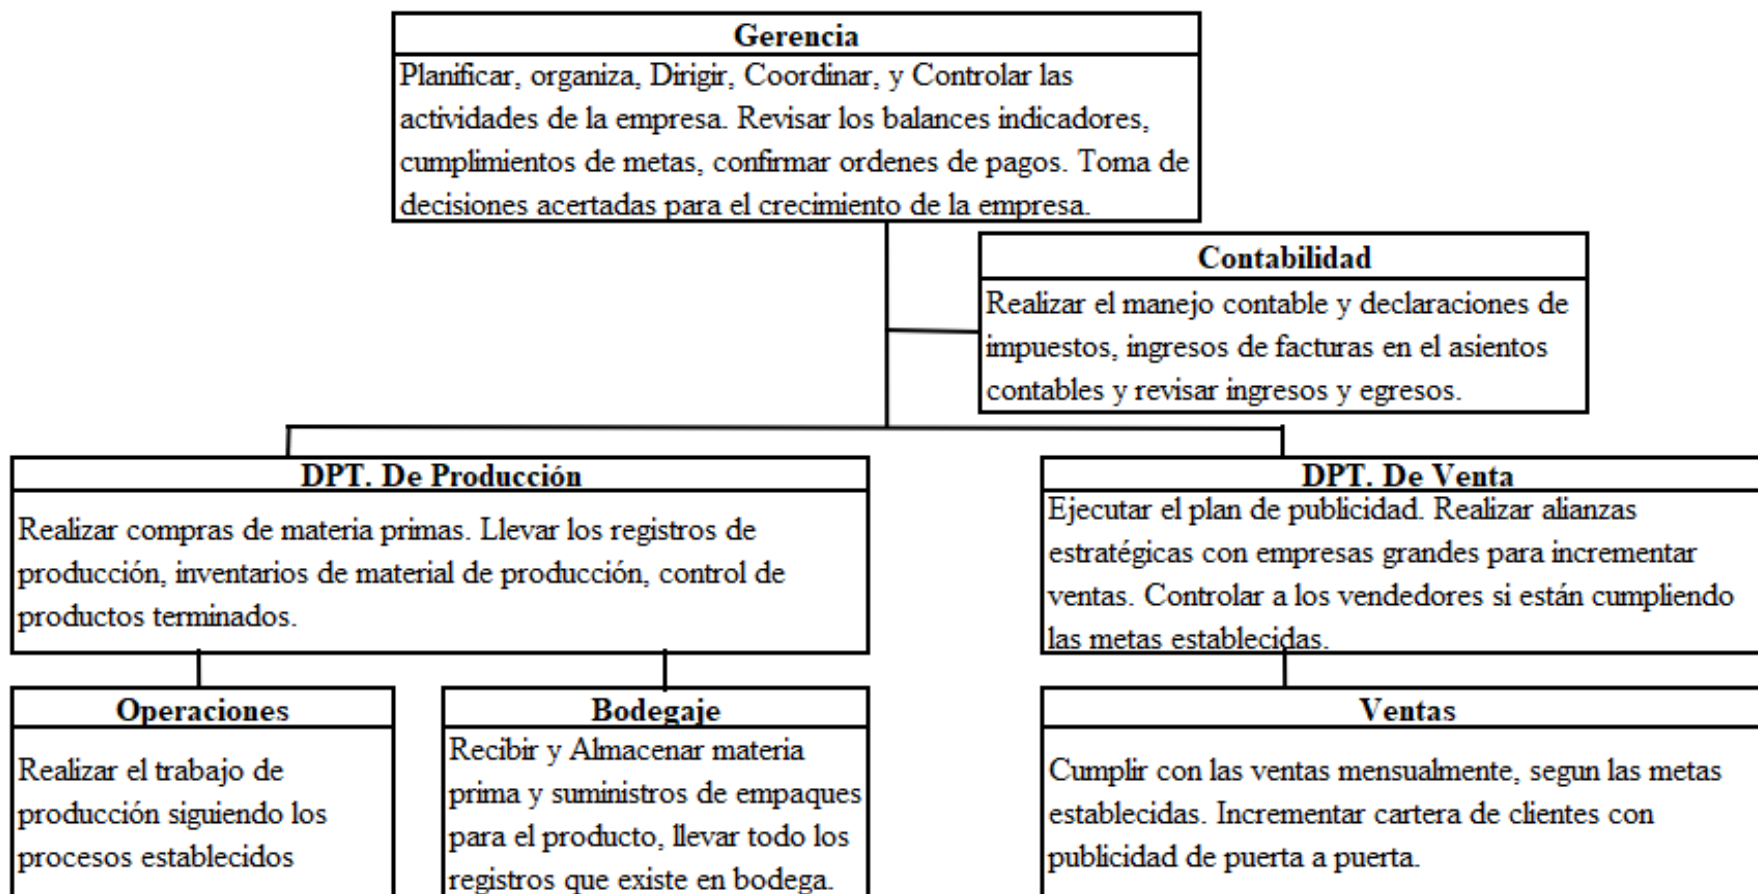 Gerencia
Planificar, organiza, Dirigir, Coordinar, y Controlar las
actividades de la empresa. Revisar los balances indicadores,
cumplimientos de metas, confirmar ordenes de pagos. Toma de
decisiones acertadas para el crecimiento de la empresa.
Contabilidad
Realizar el manejo contable y declaraciones de
impuestos, ingresos de facturas en el asientos
contables y revisar ingresos y egresos.
DPT. De Producción
Realizar compras de materia primas. Llevar los registros de
producción, inventarios de material de producción, control de
productos terminados.
DPT. De Venta
Ejecutar el plan de publicidad. Realizar alianzas
estratégicas con empresas grandes para incrementar
ventas. Controlar a los vendedores si están cumpliendo
las metas establecidas.
Operaciones
Realizar el trabajo de
producción siguiendo los
procesos establecidos
Bodegaje
Recibir y Almacenar materia
prima y suministros de empaques
para el producto, llevar todo los
registros que existe en bodega.
Ventas
Cumplir con las ventas mensualmente, segun las metas
establecidas. Incrementar cartera de clientes con
publicidad de puerta a puerta.